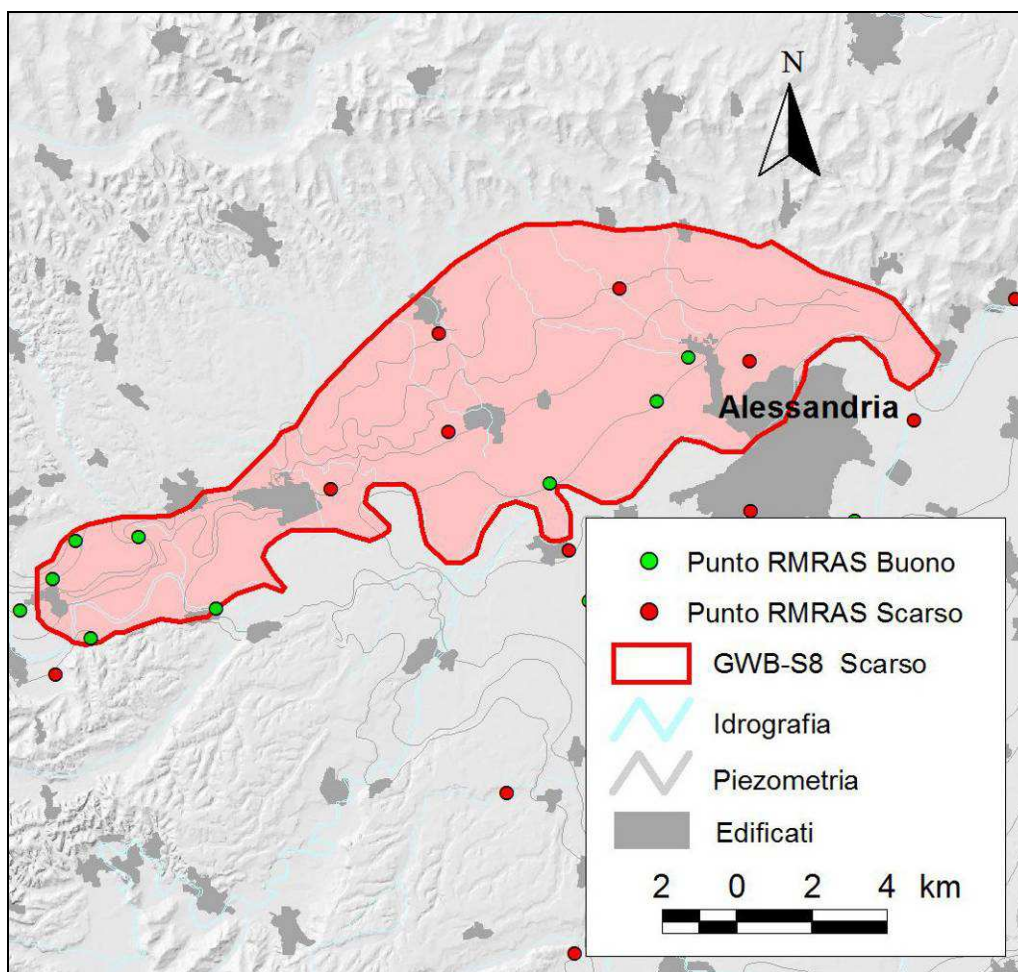 N
Alessandria
Punto RMRAS Buono
Punto RMRAS Scarso
GWB-S8 Scarso
Idrografia
Piezometria
Edificati
2 0 2 4 km